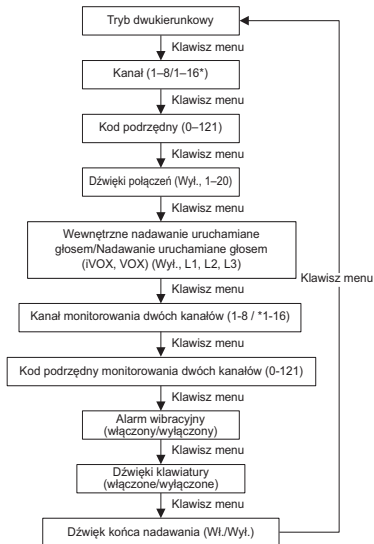 Tryb dwukierunkowy
Klawisz menu
Kanał (1–8/1–16*)
Klawisz menu
Kod podrzędny (0–121)
Klawisz menu
Dźwięki połączeń (Wył., 1–20)
Klawisz menu
Wewnętrzne nadawanie uruchamiane
głosem/Nadawanie uruchamiane głosem
(iVOX, VOX) (Wył., L1, L2, L3)
Klawisz menu
Klawisz menu
Kanał monitorowania dwóch kanałów (1-8 / *1-16)
Klawisz menu
Kod podrzędny monitorowania dwóch kanałów (0-121)
Klawisz menu
Alarm wibracyjny
(włączony/wyłączony)
Klawisz menu
Dźwięki klawiatury
(włączone/wyłączone)
Klawisz menu
Dźwięk końca nadawania (Wł./Wył.)